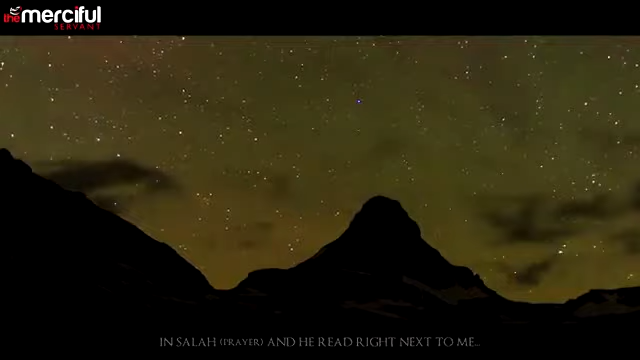 the merciful
SERVANT
IN SALAH (PRAYER) AND HE READ RIGHT NEXT TO ME...